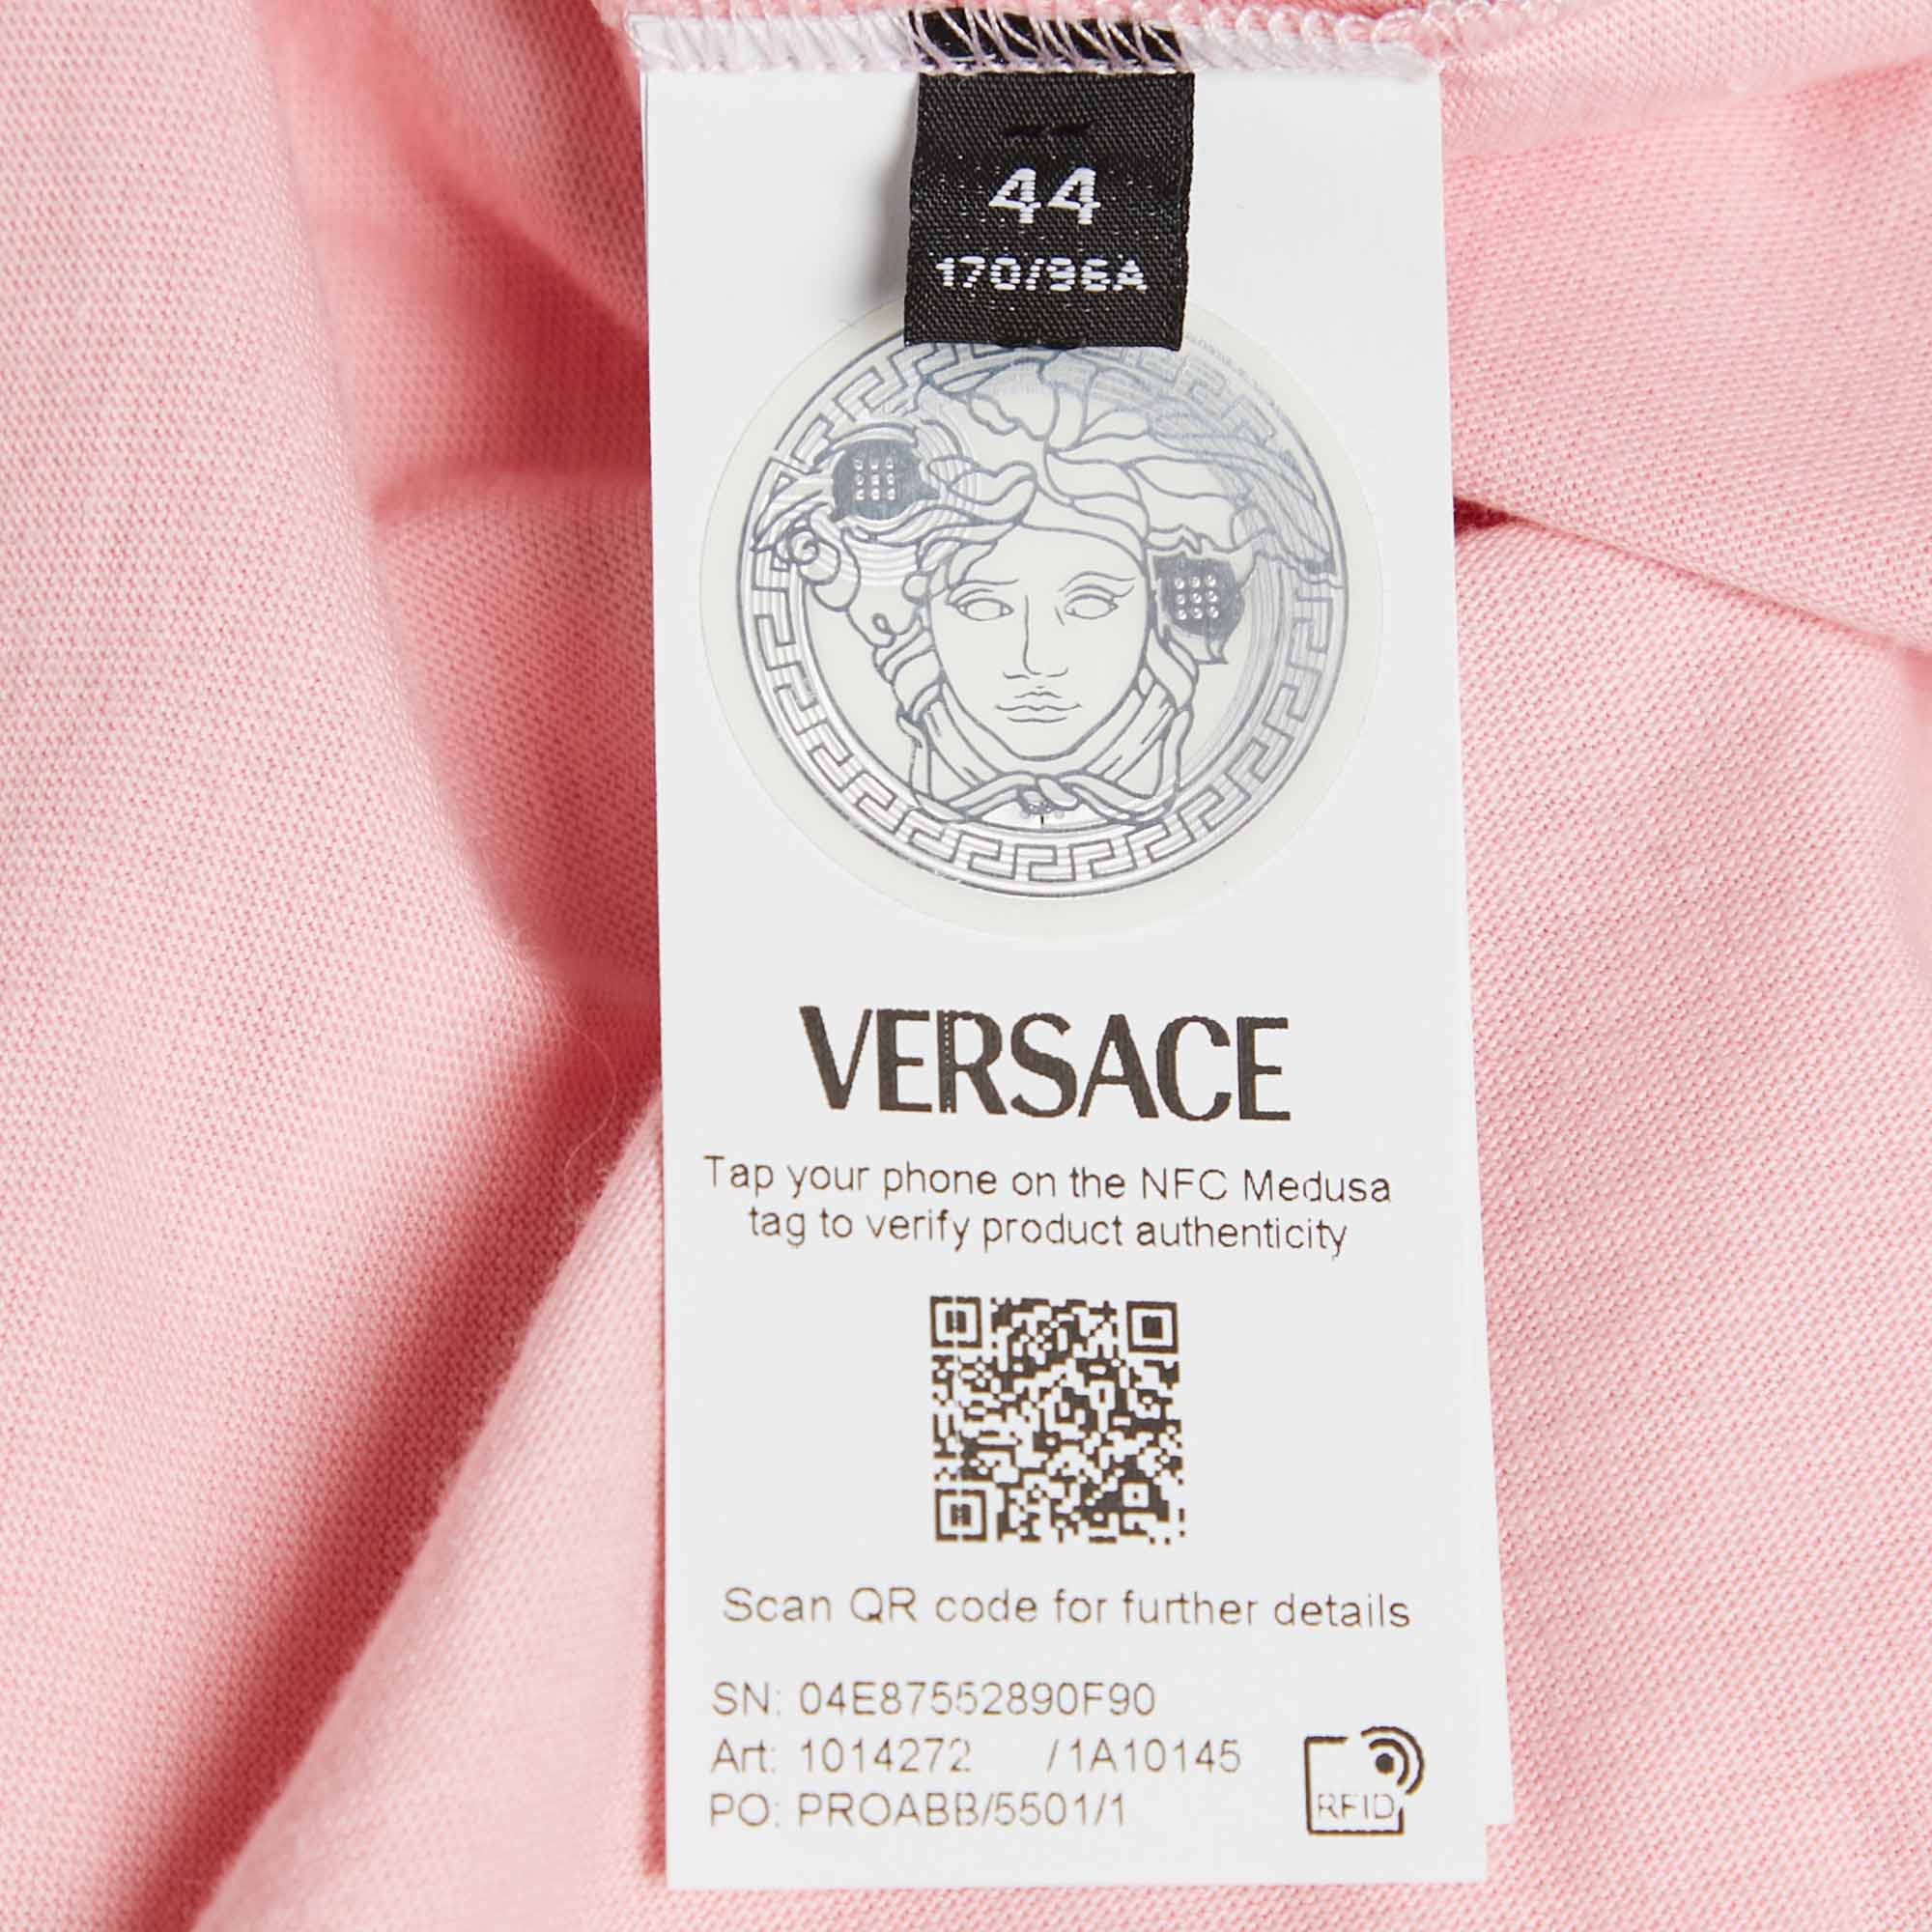 44
170/96A
VERSACE
Tap your phone on the NFC Medusa
tag to verify product authenticity
Scan QR code for further details
SN: 04E87552890F90
Art: 1014272 /1A10145
PO: PROABB/5501/1
RFID